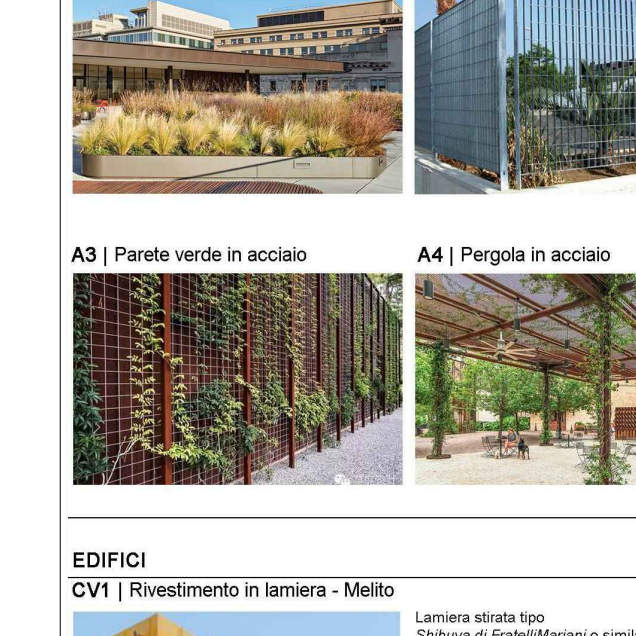 A3 | Parete verde in acciaio
A4 | Pergola in acciaio
EDIFICI
CV1 | Rivestimento in lamiera - Melito
Lamiera stirata tipo
Shibuya di FratelliMariani o simil